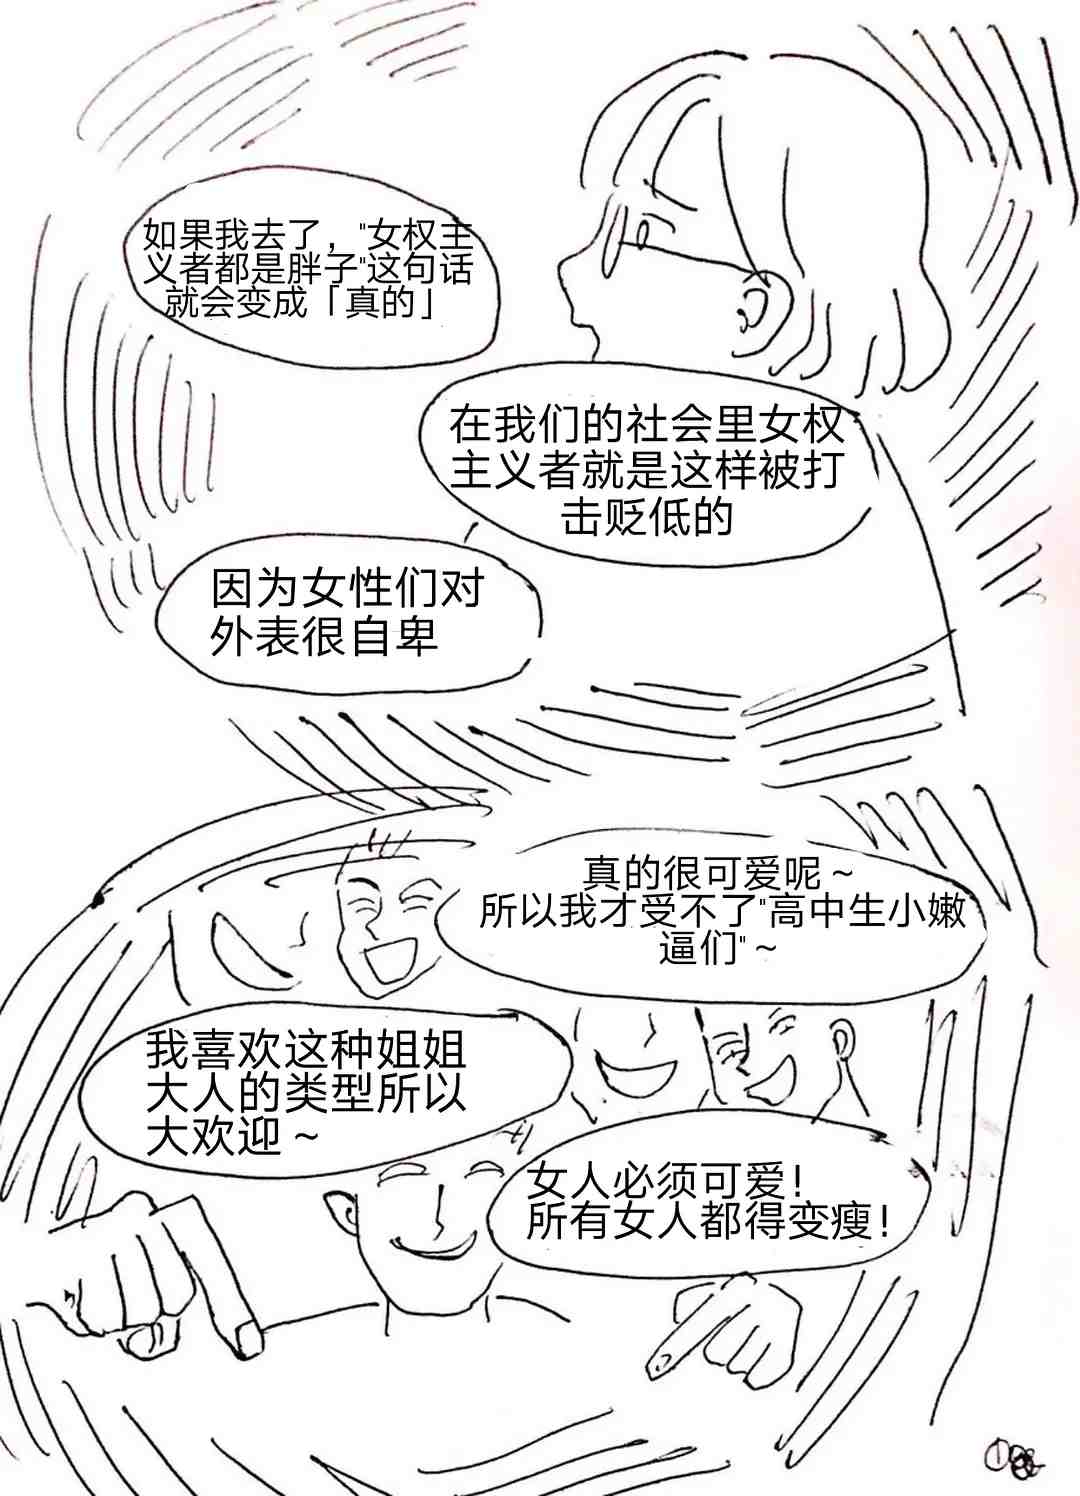 如果我去了，"女权主
义者都是胖子"这句话
就会变成「真的」
在我们的社会里女权
主义者就是这样被打
击贬低的
因为女性们对
外表很自卑
真的很可爱呢～
所以我才受不了"高中生小嫩
逼们"～
我喜欢这种姐姐
大人的类型所以
大欢迎～
女人必须可爱！
所有女人都得变瘦！